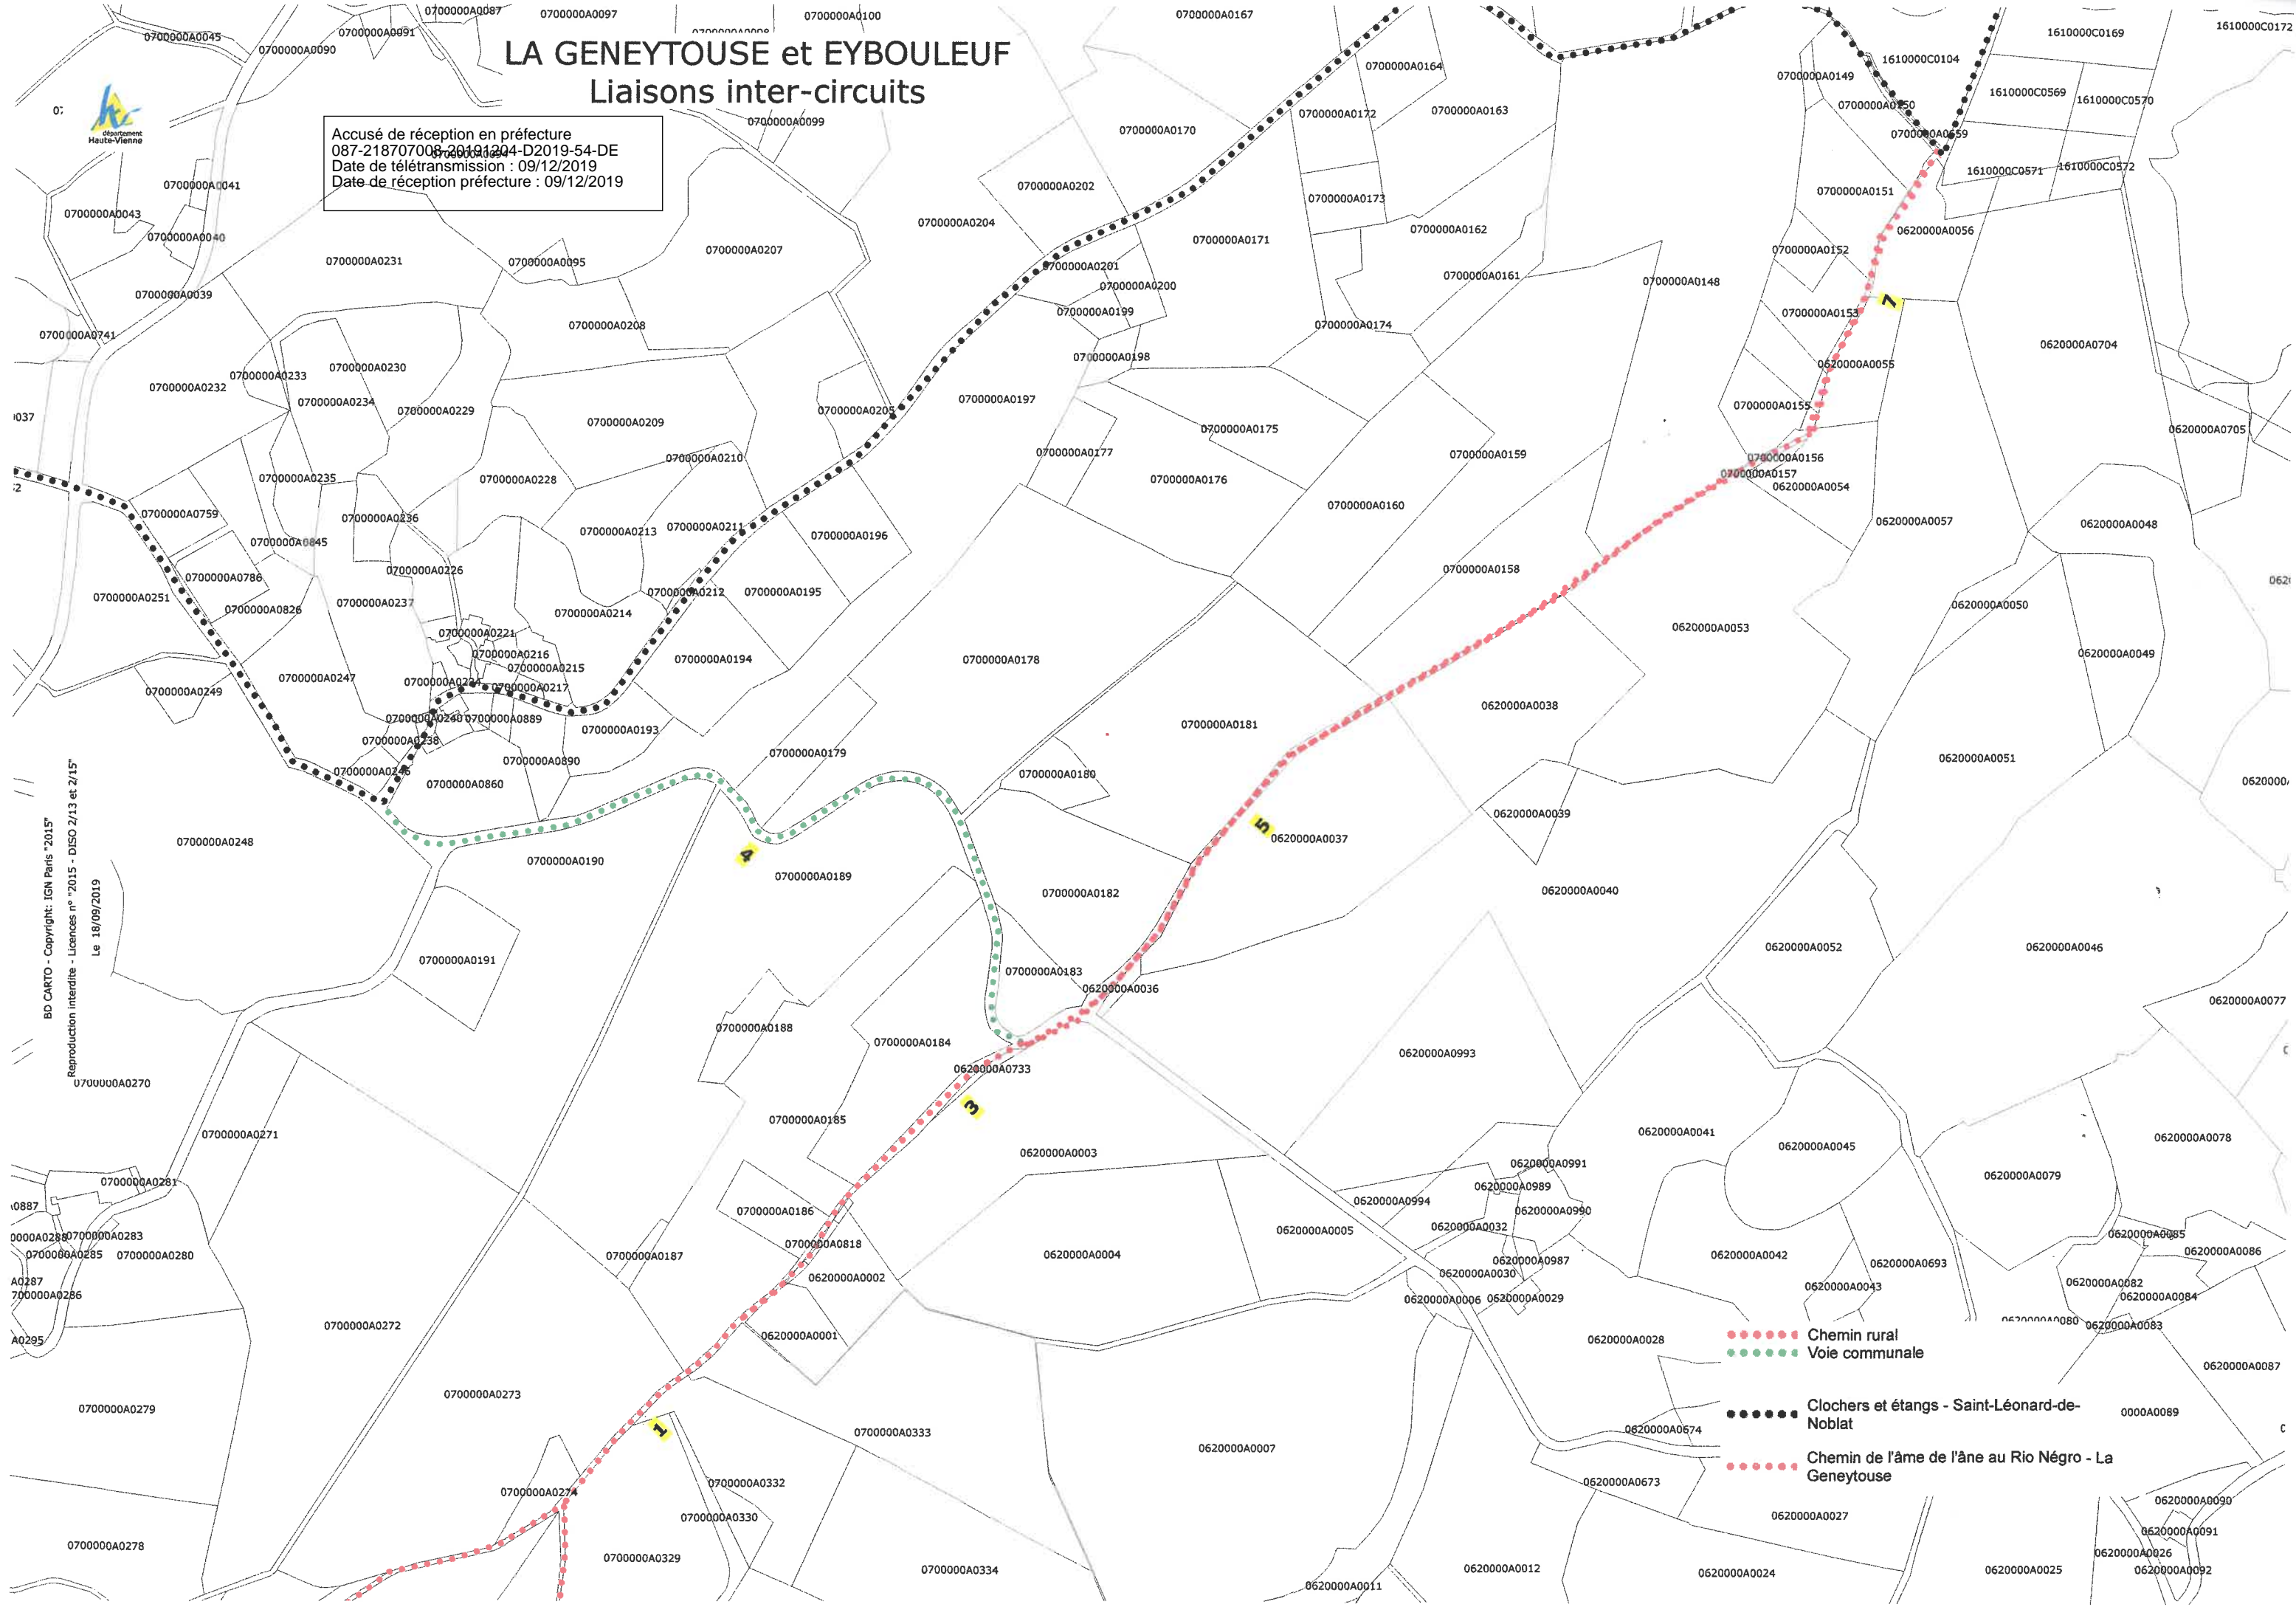 LA GENEYTOUSE et EYBOULEUF
Liaisons inter-circuits
département
Haute-Vienne
Accusé de réception en préfecture
087-218707008-20191204-D2019-54-DE
Date de télétransmission : 09/12/2019
Date de réception préfecture : 09/12/2019
0700000A0087
0700000A0097
0700000A0100
0700000A0167
0700000A0045
0700000A0090
0700000A0091
0700000A0099
0700000A0164
0700000A0149
1610000C0104
1610000C0169
1610000C0172
0700000A0150
1610000C0569
1610000C0570
0700000A0170
0700000A0172
0700000A0163
0700000A0659
1610000C0571
1610000C0572
0700000A0041
0700000A0043
0700000A0040
0700000A0202
0700000A0204
0700000A0173
0700000A0151
0620000A0056
0700000A0231
0700000A0095
0700000A0207
0700000A0171
0700000A0162
0700000A0152
0700000A0201
0700000A0200
0700000A0161
0700000A0148
7
0700000A0039
0700000A0199
0700000A0153
0700000A0741
0700000A0208
0700000A0174
0620000A0704
0700000A0198
0620000A0055
0700000A0232
0700000A0233
0700000A0230
0700000A0234
0700000A0229
0700000A0209
0700000A0205
0700000A0197
0700000A0155
0700000A0175
0620000A0705
0700000A0177
0700000A0159
0700000A0210
0700000A0156
0700000A0157
0620000A0054
0700000A0235
0700000A0228
0700000A0176
0700000A0160
0700000A0759
0700000A0236
0700000A0213
0700000A0211
0700000A0196
0620000A0057
0620000A0048
0700000A0845
0700000A0226
0700000A0158
0700000A0786
0700000A0251
0700000A0826
0700000A0237
0700000A0212
0700000A0195
0700000A0214
0620000A0050
0620000A0053
0700000A0221
0700000A0216
0700000A0215
0700000A0194
0700000A0178
0620000A0049
0700000A0249
0700000A0247
0700000A0224
0700000A0217
0700000A0240
0700000A0889
0700000A0193
0700000A0181
0620000A0038
0700000A0238
0700000A0179
0700000A0890
0620000A0051
0700000A0246
0700000A0860
0700000A0180
0620000A0039
5
0620000A0037
0700000A0248
0700000A0190
4
0700000A0189
0700000A0182
0620000A0040
BD CARTO - Copyright: IGN Paris "2015"
Reproduction interdite - Licences n° "2015 - DISO 2/13 et 2/15"
Le 18/09/2019
0700000A0191
0700000A0183
0620000A0036
0620000A0052
0620000A0046
0620000A0077
0700000A0188
0700000A0184
0620000A0993
0620000A0733
3
0700000A0270
0700000A0271
0700000A0185
0620000A0003
0620000A0041
0620000A0045
0620000A0078
0620000A0079
0700000A0281
0620000A0991
0620000A0989
0620000A0994
0620000A0990
0700000A0186
0620000A0032
0620000A0005
0700000A0283
0700000A0285
0700000A0280
0700000A0187
0700000A0818
0620000A0004
0620000A0987
0620000A0030
0620000A0042
0620000A0693
0620000A0085
0620000A0086
0620000A0002
0620000A0043
0620000A0082
0620000A0084
0620000A0006
0620000A0029
0700000A0272
0620000A0001
0620000A0028
0620000A0080
0620000A0083
Chemin rural
Voie communale
0620000A0087
0700000A0279
0700000A0273
1
0700000A0333
0620000A0007
0620000A0674
Clochers et étangs - Saint-Léonard-de-
Noblat
0000A0089
Chemin de l'âme de l'âne au Rio Négro - La
Geneytouse
0700000A0274
0700000A0332
0620000A0673
0620000A0090
0700000A0330
0620000A0027
0620000A0091
0700000A0278
0700000A0329
0700000A0334
0620000A0011
0620000A0012
0620000A0024
0620000A0025
0620000A0026
0620000A0092